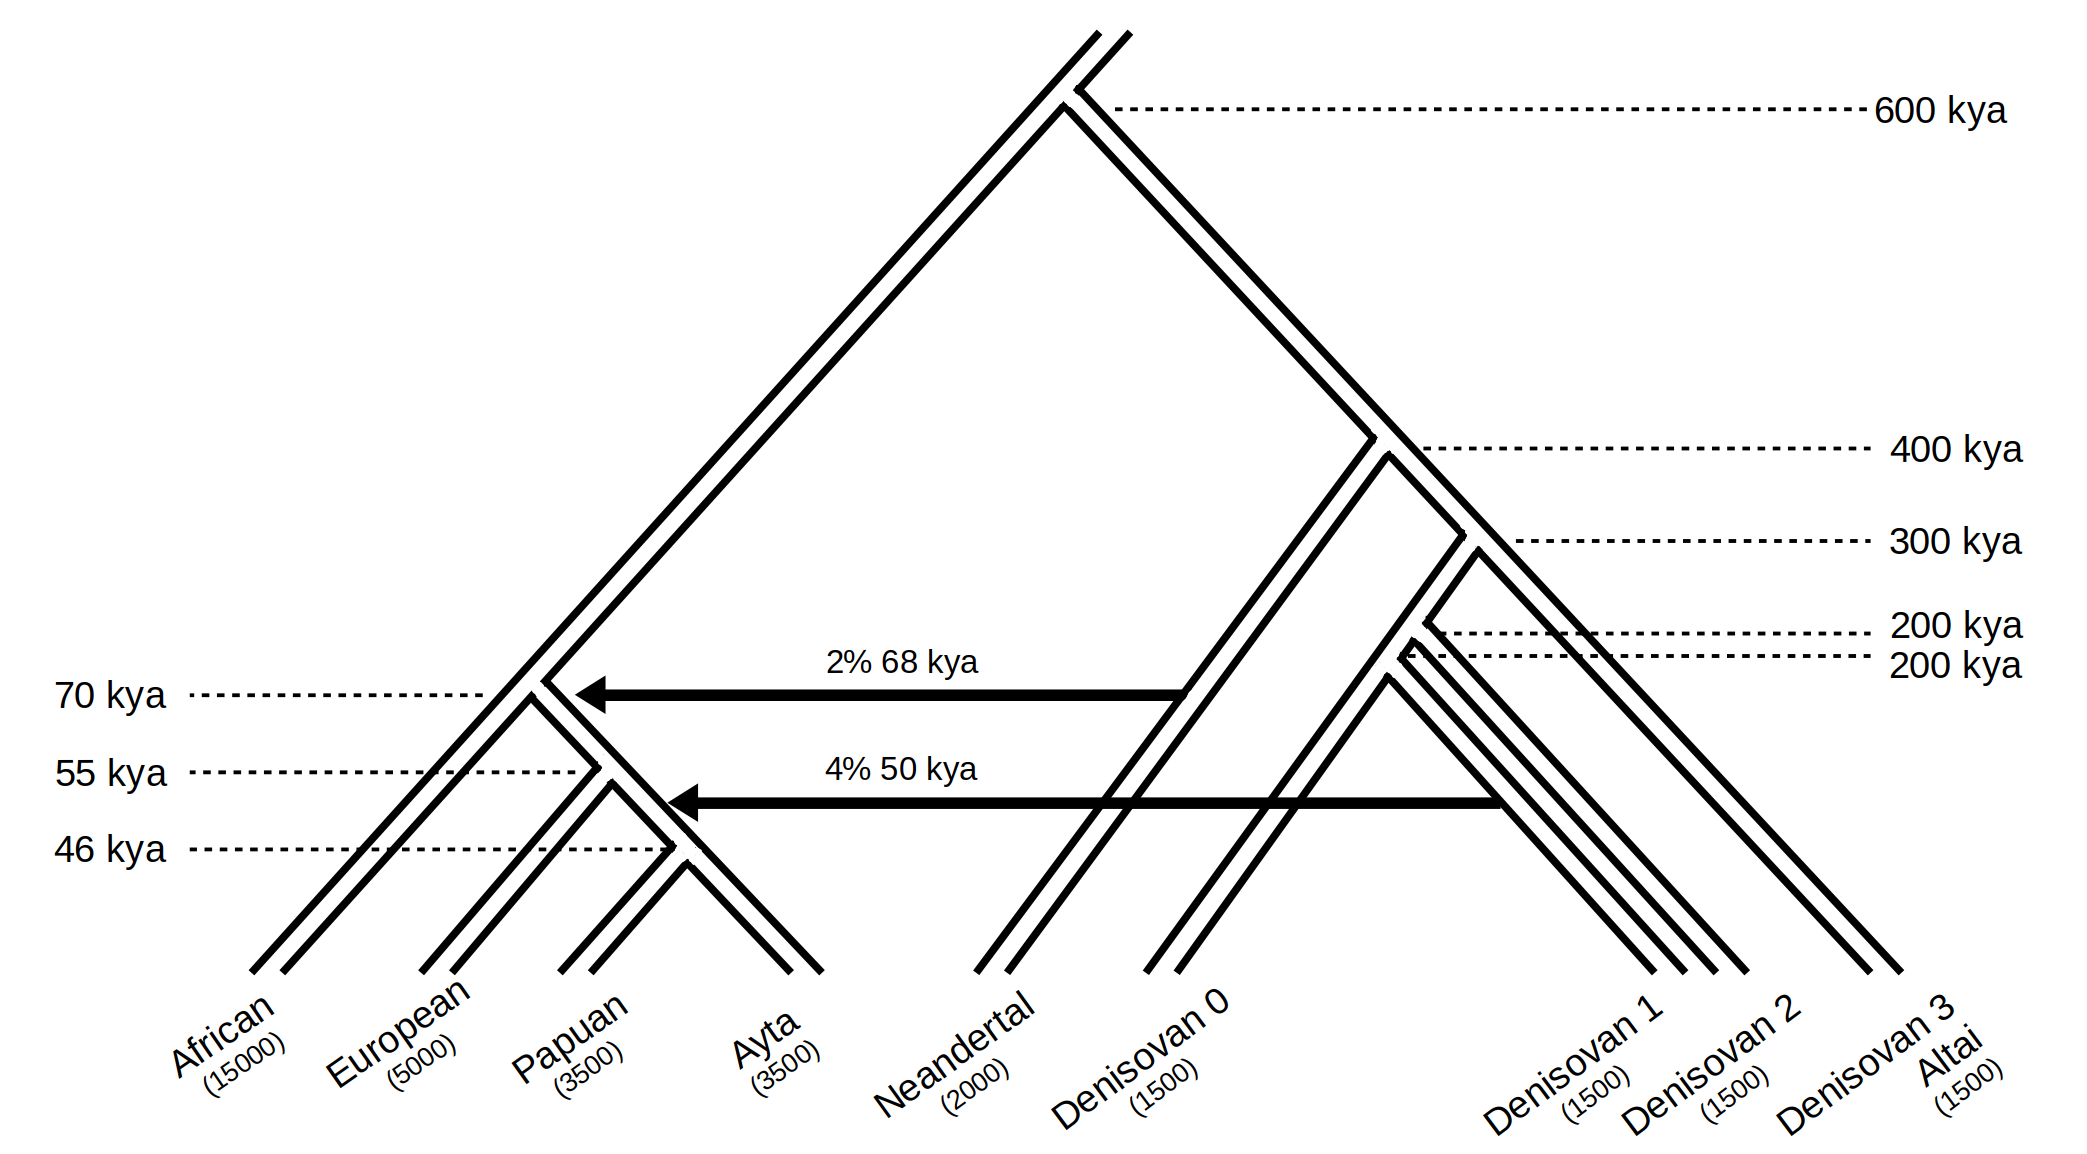 600 kya
400 kya
300 kya
200 kya
200 kya
2% 68 kya
70 kya
4% 50 kya
55 kya
46 kya
African
(15000)
European
(5000)
Papuan
(3500)
Ayta
(3500)
Neandertal
(2000)
Denisovan 0
(1500)
Denisovan 1
(1500)
Denisovan 2
(1500)
Denisovan 3
Altai
(1500)